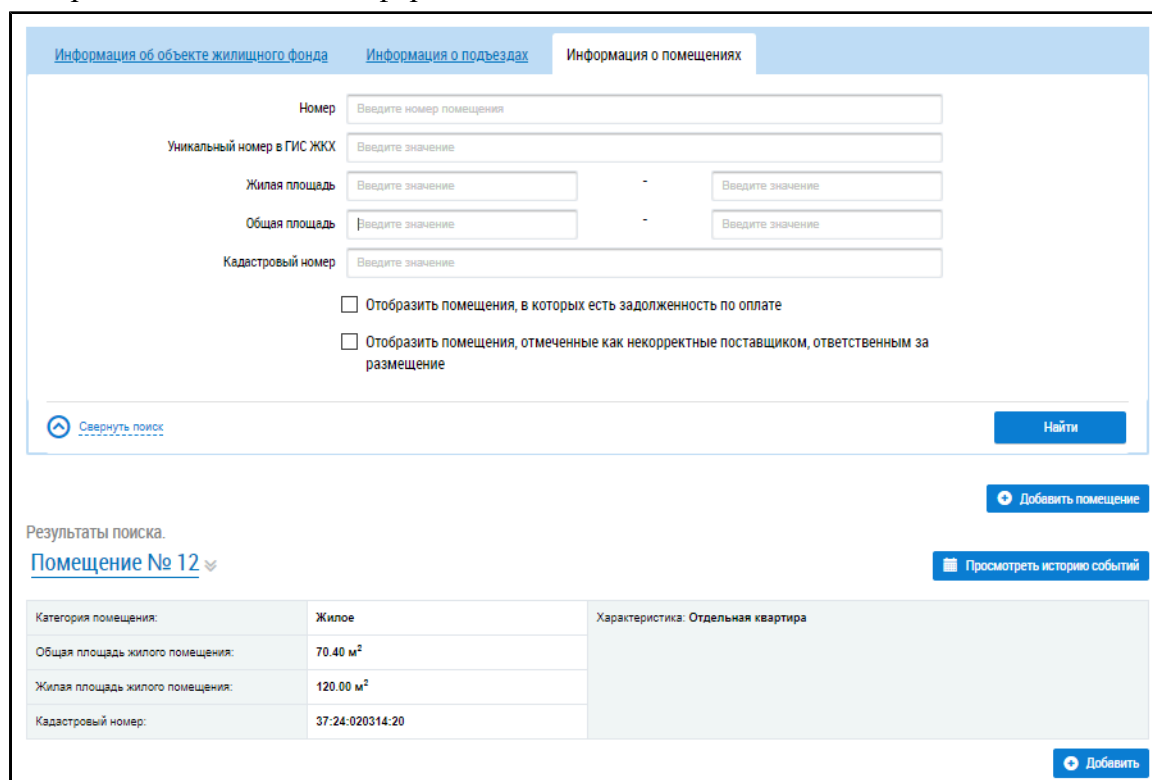 Информация об объекте жилищного фонда Информация о подъездах Информация о помещениях
Номер Введите номер помещения
Уникальный номер в ГИС ЖКХ Введите значение
Жилая площадь Введите значение - Введите значение
Общая площадь Введите значение - Введите значение
Кадастровый номер Введите значение
Отобразить помещения, в которых есть задолженность по оплате
Отобразить помещения, отмеченные как некорректные поставщиком, ответственным за
размещение
Свернуть поиск Найти
Добавить помещение
Результаты поиска.
Помещение № 12 Просмотреть историю событий
Категория помещения: Жилое Характеристика: Отдельная квартира
Общая площадь жилого помещения: 70.40 м²
Жилая площадь жилого помещения: 120.00 м²
Кадастровый номер: 37:24:020314:20
Добавить